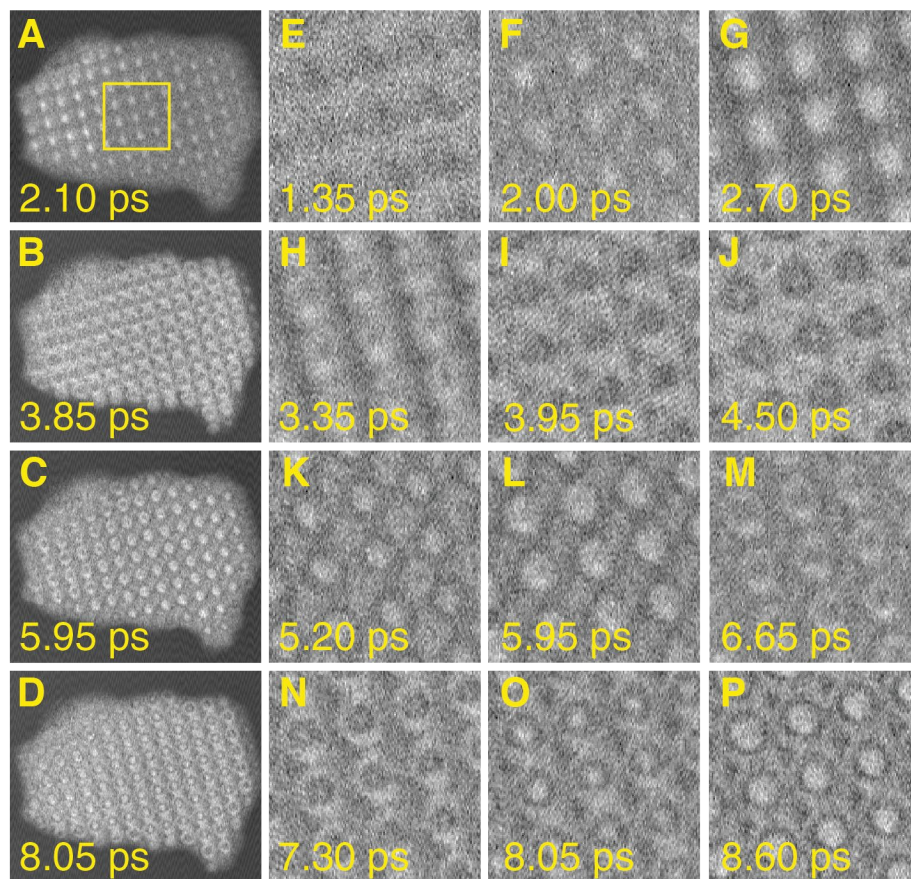 A
2.10 ps
E
1.35 ps
F
2.00 ps
G
2.70 ps
B
3.85 ps
H
3.35 ps
I
3.95 ps
J
4.50 ps
C
5.95 ps
K
5.20 ps
L
5.95 ps
M
6.65 ps
D
8.05 ps
N
7.30 ps
O
8.05 ps
P
8.60 ps